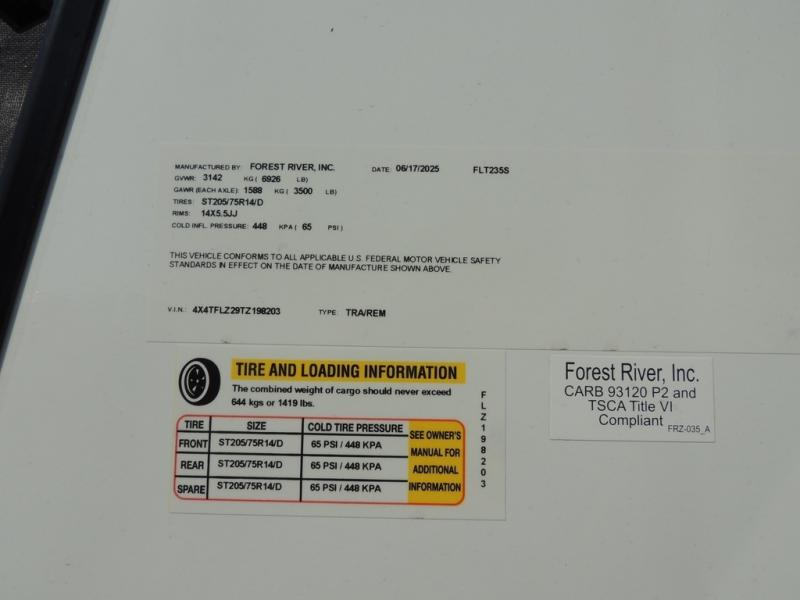 MANUFACTURED BY: FOREST RIVER, INC. DATE: 06/17/2025 FLT235S
GVWR: 3142 KG ( 6926 LB)
GAWR (EACH AXLE): 1588 KG ( 3500 LB)
TIRES: ST205/75R14/D
RIMS: 14X5.5JJ
COLD INFL. PRESSURE: 448 KPA ( 65 PSI )
THIS VEHICLE CONFORMS TO ALL APPLICABLE U.S. FEDERAL MOTOR VEHICLE SAFETY
STANDARDS IN EFFECT ON THE DATE OF MANUFACTURE SHOWN ABOVE.
V.I.N.: 4X4TFLZ29TZ198203 TYPE: TRA/REM
TIRE AND LOADING INFORMATION
The combined weight of cargo should never exceed
644 kgs or 1419 lbs.
TIRE SIZE COLD TIRE PRESSURE SEE OWNER'S
FRONT ST205/75R14/D 65 PSI / 448 KPA MANUAL FOR
REAR ST205/75R14/D 65 PSI / 448 KPA ADDITIONAL
SPARE ST205/75R14/D 65 PSI / 448 KPA INFORMATION
FLZ198203
Forest River, Inc.
CARB 93120 P2 and
TSCA Title VI
Compliant
FRZ-035_A